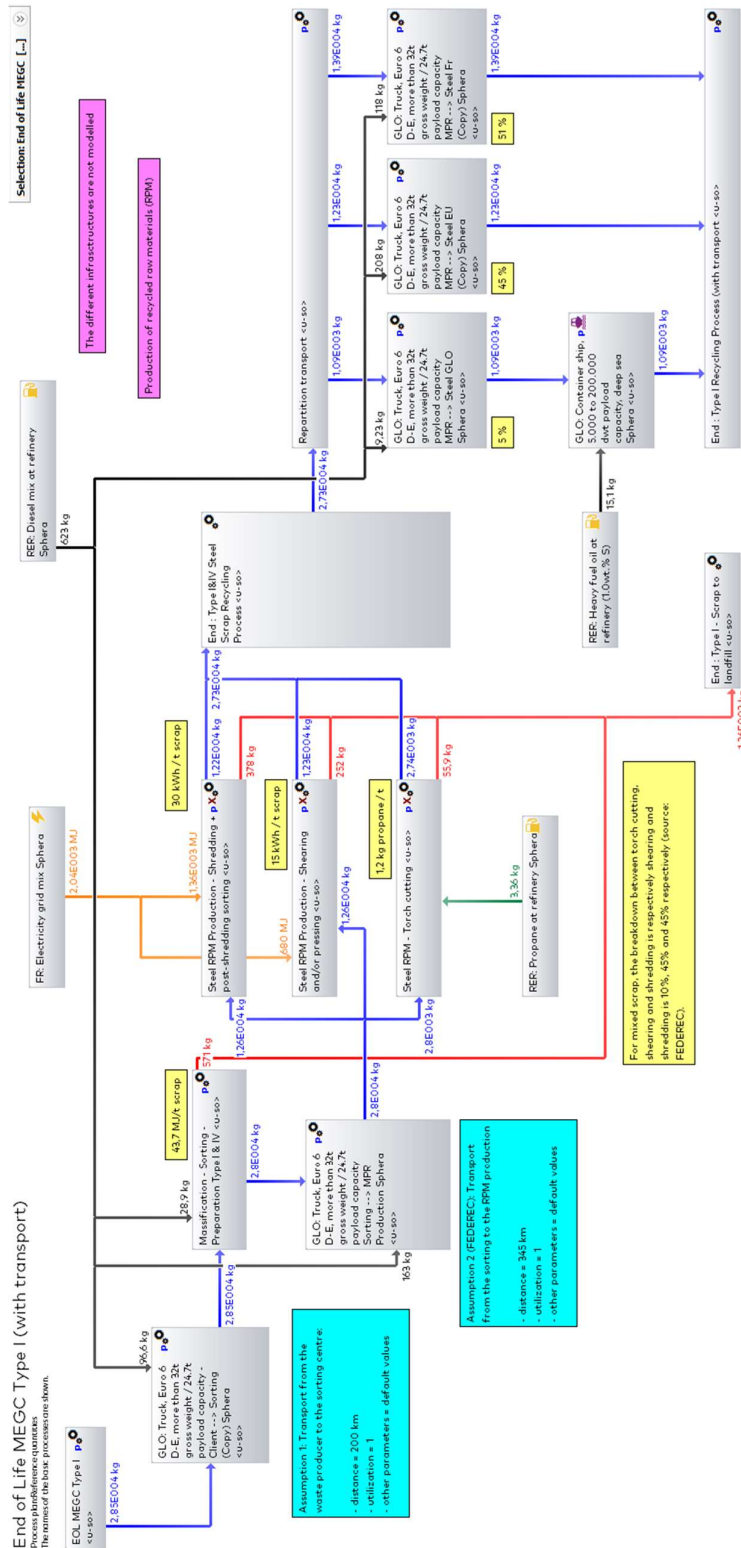 End of Life MEGC Type I (with transport)
Process plan:Reference quantities
The names of the basic processes are shown.
Selection: End of Life MEGC [...]
EOL MEGC Type I
<u-so>
2,85E004 kg
96,6 kg
GLO: Truck, Euro 6
D-E, more than 32t
gross weight / 24.7t
payload capacity -
Client --> Sorting
(Copy) Sphera
<u-so>
2,85E004 kg
Assumption 1: Transport from the
waste producer to the sorting centre:
- distance = 200 km
- utilization = 1
- other parameters = default values
28,9 kg
43,7 MJ/t scrap
Massification - Sorting -
Preparation Type I & IV <u-so>
571 kg
2,8E004 kg
GLO: Truck, Euro 6
D-E, more than 32t
gross weight / 24.7t
payload capacity
Sorting --> MPR
Production Sphera
<u-so>
163 kg
2,8E004 kg
Assumption 2 (FEDEREC): Transport
from the sorting to the RPM production
- distance = 345 km
- utilization = 1
- other parameters = default values
FR: Electricity grid mix Sphera
2,04E003 MJ
1,36E003 MJ
680 MJ
1,26E004 kg
1,26E004 kg
2,8E003 kg
30 kWh / t scrap
Steel RPM Production - Shredding +
post-shredding sorting <u-so>
1,22E004 kg
378 kg
15 kWh / t scrap
Steel RPM Production - Shearing
and/or pressing <u-so>
1,23E004 kg
252 kg
1,2 kg propane / t
Steel RPM - Torch cutting <u-so>
2,74E003 kg
55,9 kg
3,36 kg
RER: Propane at refinery Sphera
For mixed scrap, the breakdown between torch cutting,
shearing and shredding is respectively shearing and
shredding is 10%, 45% and 45% respectively (source:
FEDEREC).
2,73E004 kg
End : Type I&IV Steel
Scrap Recycling
Process <u-so>
2,73E004 kg
End : Type I - Scrap to
landfill <u-so>
RER: Diesel mix at refinery
Sphera
623 kg
The different infrasctructures are not modelled
Production of recycled raw materials (RPM)
Repartition transport <u-so>
1,09E003 kg
1,23E004 kg
1,39E004 kg
9,23 kg
208 kg
118 kg
GLO: Truck, Euro 6
D-E, more than 32t
gross weight / 24.7t
payload capacity
MPR --> Steel GLO
Sphera <u-so>
5 %
1,09E003 kg
GLO: Truck, Euro 6
D-E, more than 32t
gross weight / 24.7t
payload capacity
MPR --> Steel EU
(Copy) Sphera
<u-so>
45 %
1,23E004 kg
GLO: Truck, Euro 6
D-E, more than 32t
gross weight / 24.7t
payload capacity
MPR --> Steel Fr
(Copy) Sphera
<u-so>
51 %
1,39E004 kg
RER: Heavy fuel oil at
refinery (1.0wt.% S)
15,1 kg
GLO: Container ship,
5.000 to 200.000
dwt payload
capacity, deep sea
Sphera <u-so>
1,09E003 kg
End : Type I Recycling Process (with transport) <u-so>